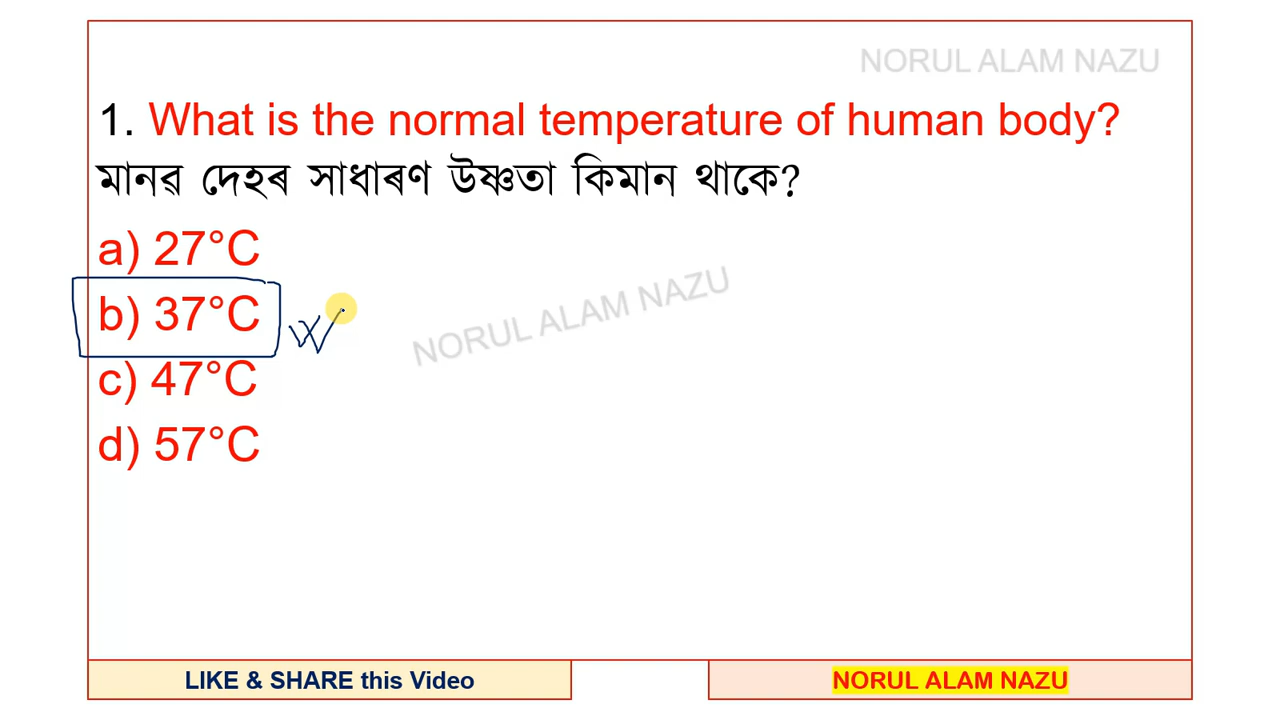 NORUL ALAM NAZU
1. What is the normal temperature of human body?
মানৱ দেহৰ সাধাৰণ উষ্ণতা কিমান থাকে?
a) 27°C
b) 37°C
NORUL ALAM NAZU
c) 47°C
d) 57°C
LIKE & SHARE this Video
NORUL ALAM NAZU